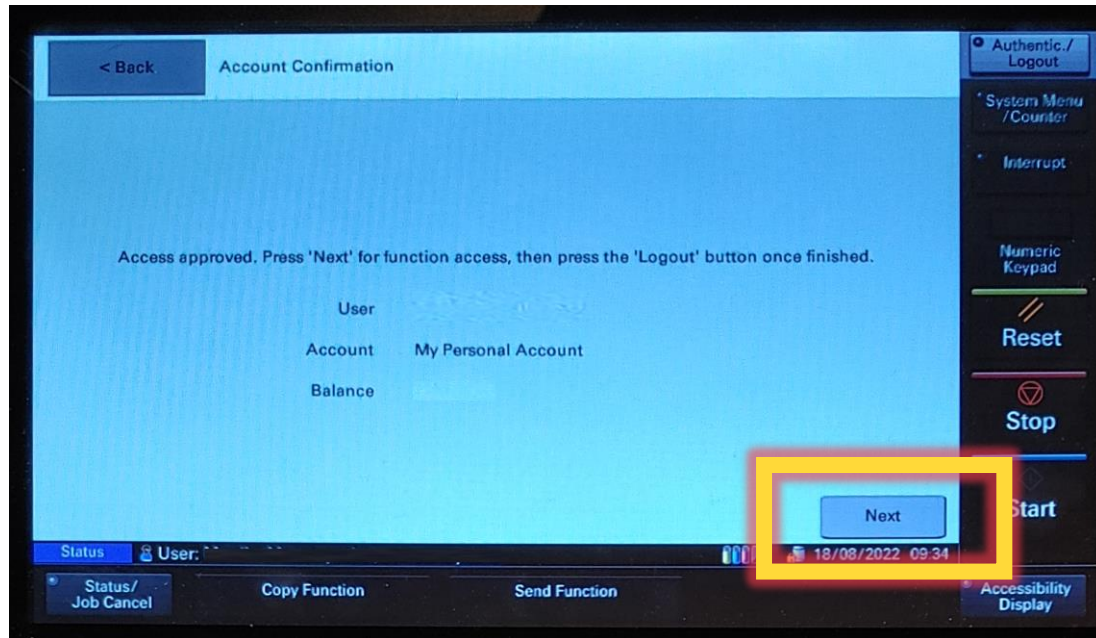 < Back
Account Confirmation
Authentic./
Logout
System Menu
/Counter
Interrupt
Access approved. Press 'Next' for function access, then press the 'Logout' button once finished.
Numeric
Keypad
User
Reset
Account My Personal Account
Balance
Stop
Next
Start
Status User:
18/08/2022 09:34
Status/
Job Cancel
Copy Function
Send Function
Accessibility
Display